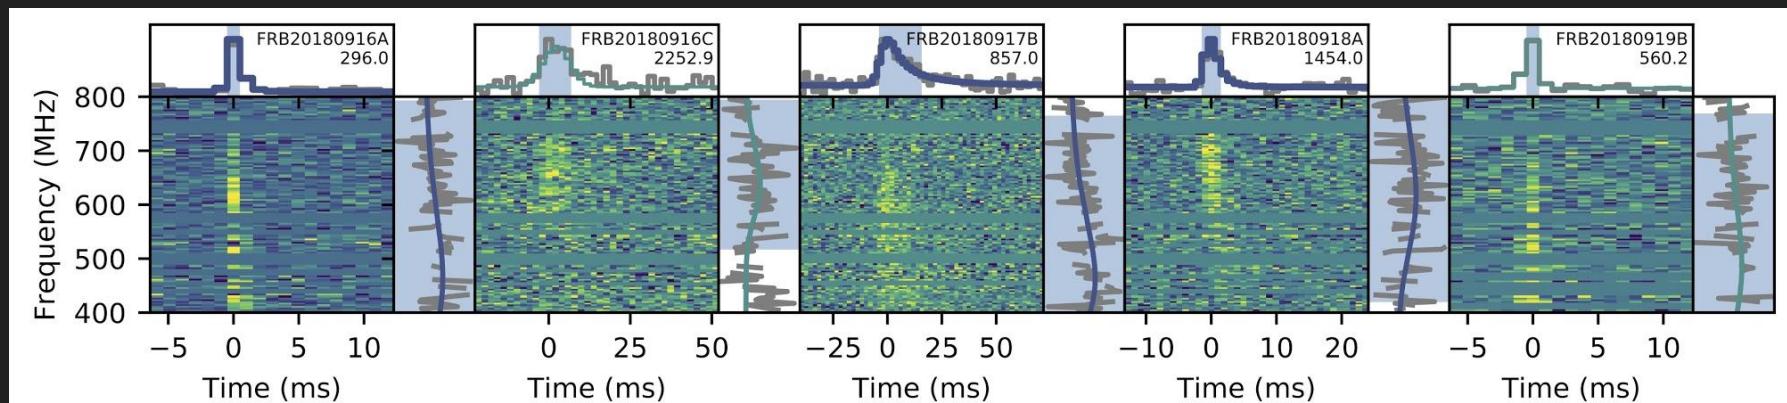 FRB20180916A
296.0
FRB20180916C
2252.9
FRB20180917B
857.0
FRB20180918A
1454.0
FRB20180919B
560.2
Frequency (MHz)
800
700
600
500
400
−5 0 5 10
0 25 50
−25 0 25 50
−10 0 10 20
−5 0 5 10
Time (ms)
Time (ms)
Time (ms)
Time (ms)
Time (ms)